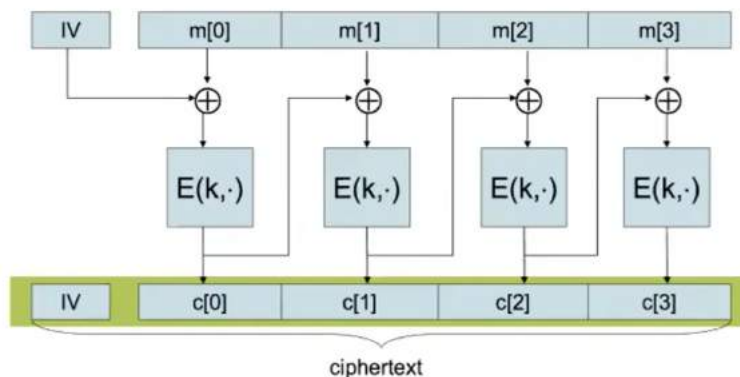 IV m[0] m[1] m[2] m[3]
E(k,·) E(k,·) E(k,·) E(k,·)
IV c[0] c[1] c[2] c[3]
ciphertext